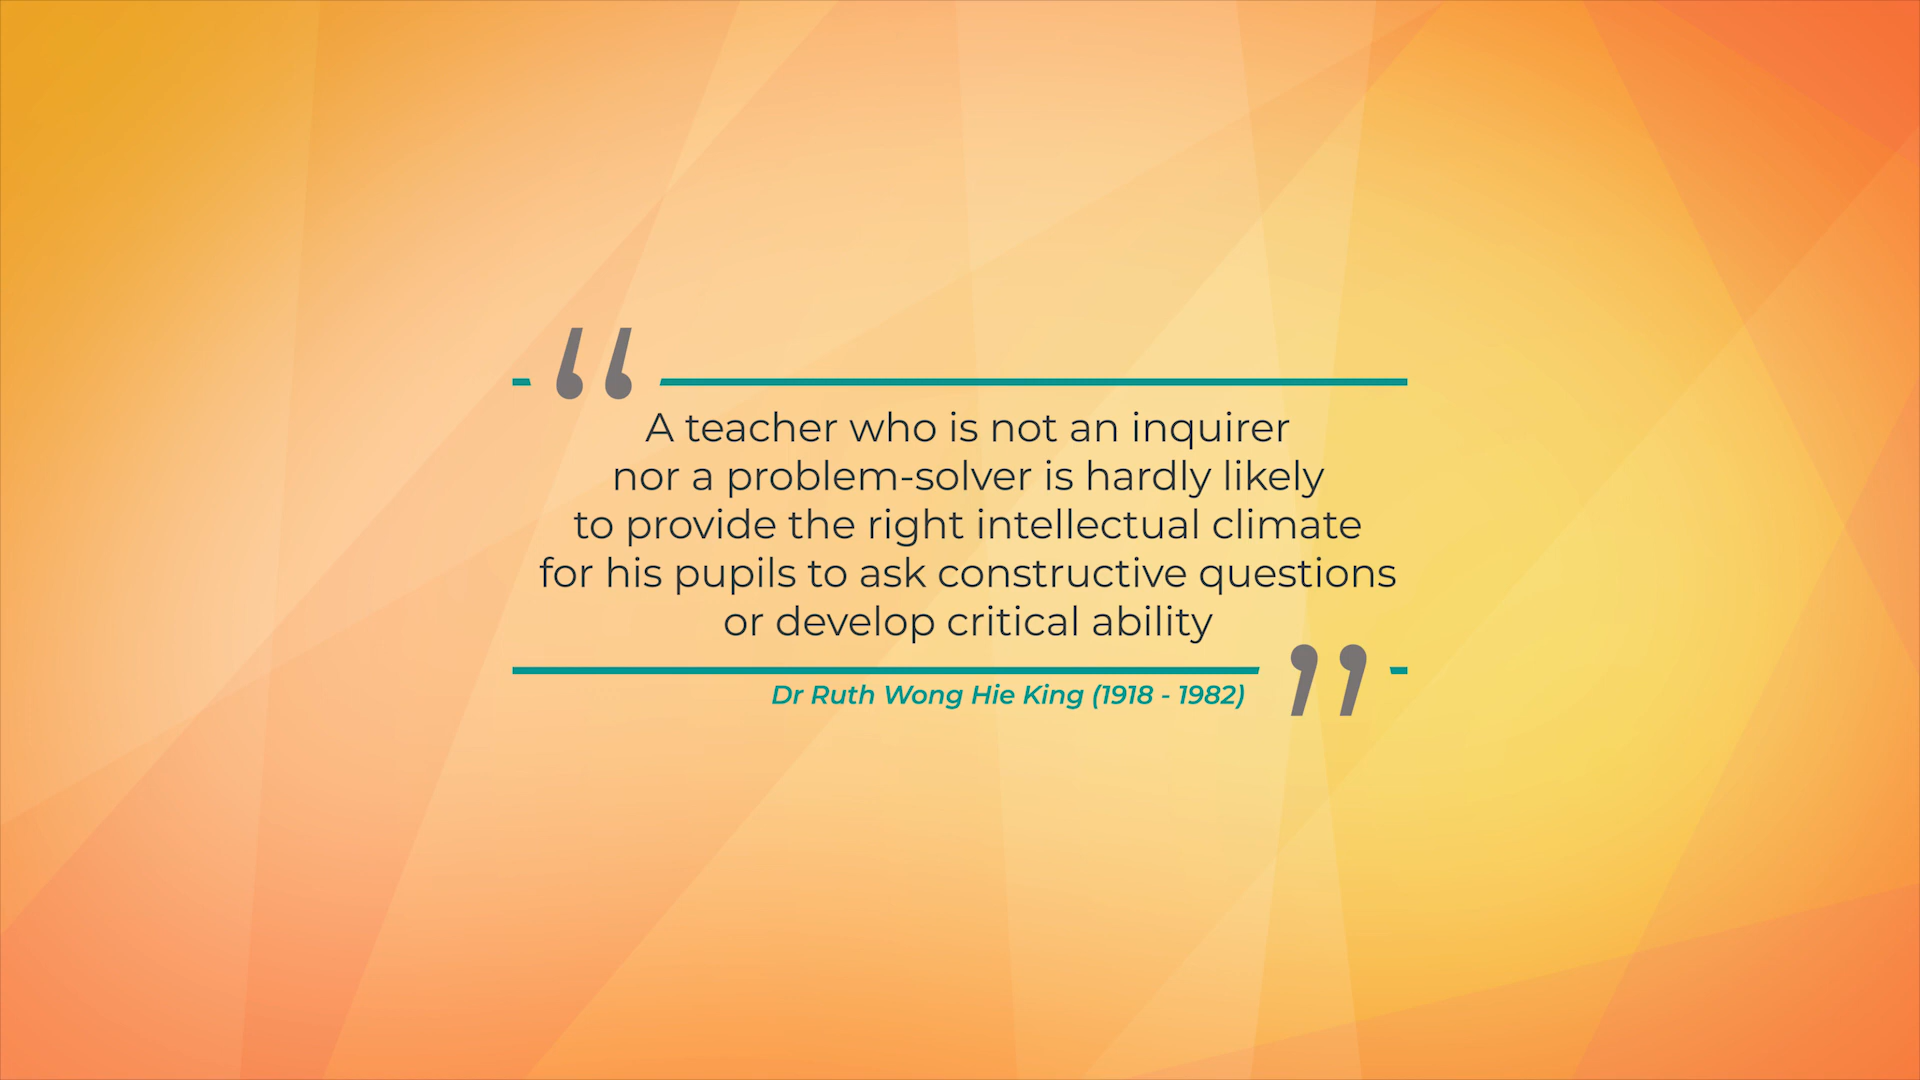 “
A teacher who is not an inquirer
nor a problem-solver is hardly likely
to provide the right intellectual climate
for his pupils to ask constructive questions
or develop critical ability
”
Dr Ruth Wong Hie King (1918 - 1982)